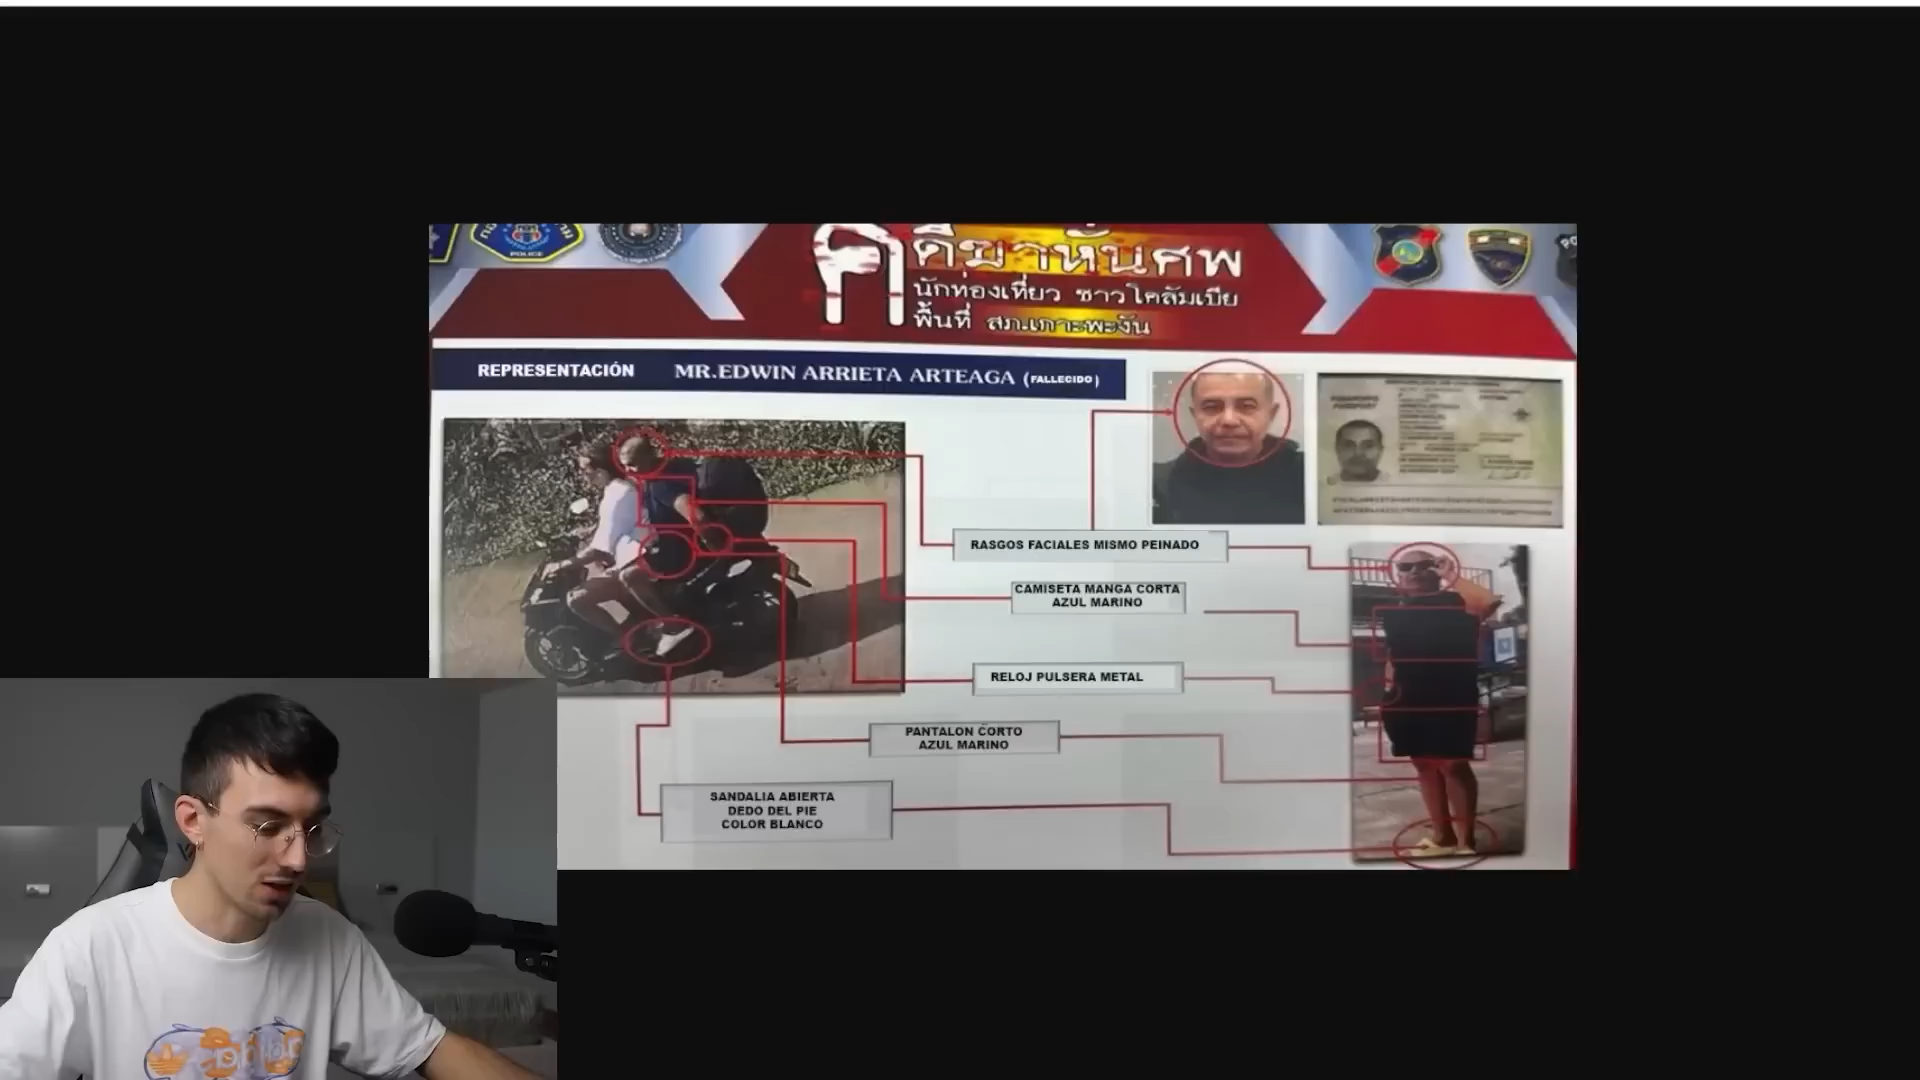 POLICE
คดีฆาหั่นศพ
นักท่องเที่ยว ชาวโคลัมเบีย
พื้นที่ สภ.เกาะพะงัน
REPRESENTACIÓN MR.EDWIN ARRIETA ARTEAGA (FALLECIDO)
RASGOS FACIALES MISMO PEINADO
CAMISETA MANGA CORTA
AZUL MARINO
RELOJ PULSERA METAL
PANTALON CORTO
AZUL MARINO
SANDALIA ABIERTA
DEDO DEL PIE
COLOR BLANCO